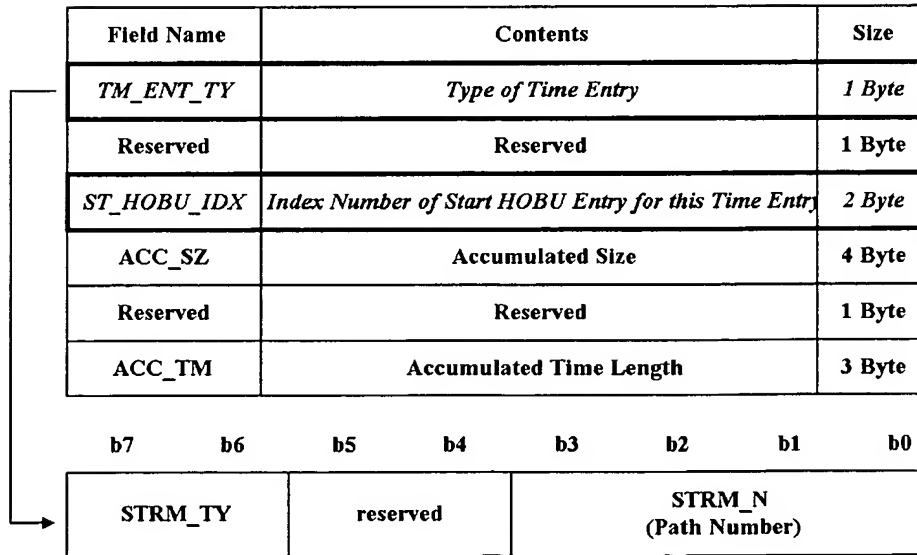 Field Name Contents Size
TM_ENT_TY Type of Time Entry 1 Byte
Reserved Reserved 1 Byte
ST_HOBU_IDX Index Number of Start HOBU Entry for this Time Entry 2 Byte
ACC_SZ Accumulated Size 4 Byte
Reserved Reserved 1 Byte
ACC_TM Accumulated Time Length 3 Byte
b7 b6 b5 b4 b3 b2 b1 b0
STRM_TY reserved STRM_N
(Path Number)